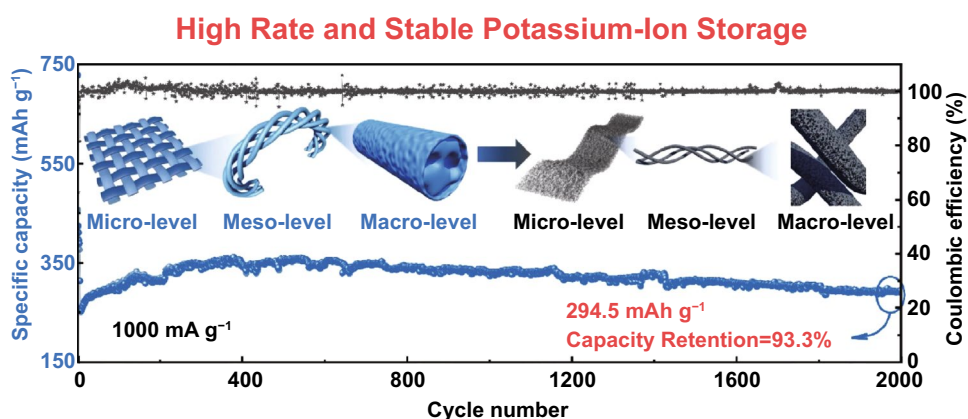 High Rate and Stable Potassium-Ion Storage
Specific capacity (mAh g⁻¹)
750
550
350
150
Micro-level
Meso-level
Macro-level
Micro-level
Meso-level
Macro-level
1000 mA g⁻¹
294.5 mAh g⁻¹
Capacity Retention=93.3%
100
80
60
40
20
0
Coulombic efficiency (%)
0
400
800
1200
1600
2000
Cycle number